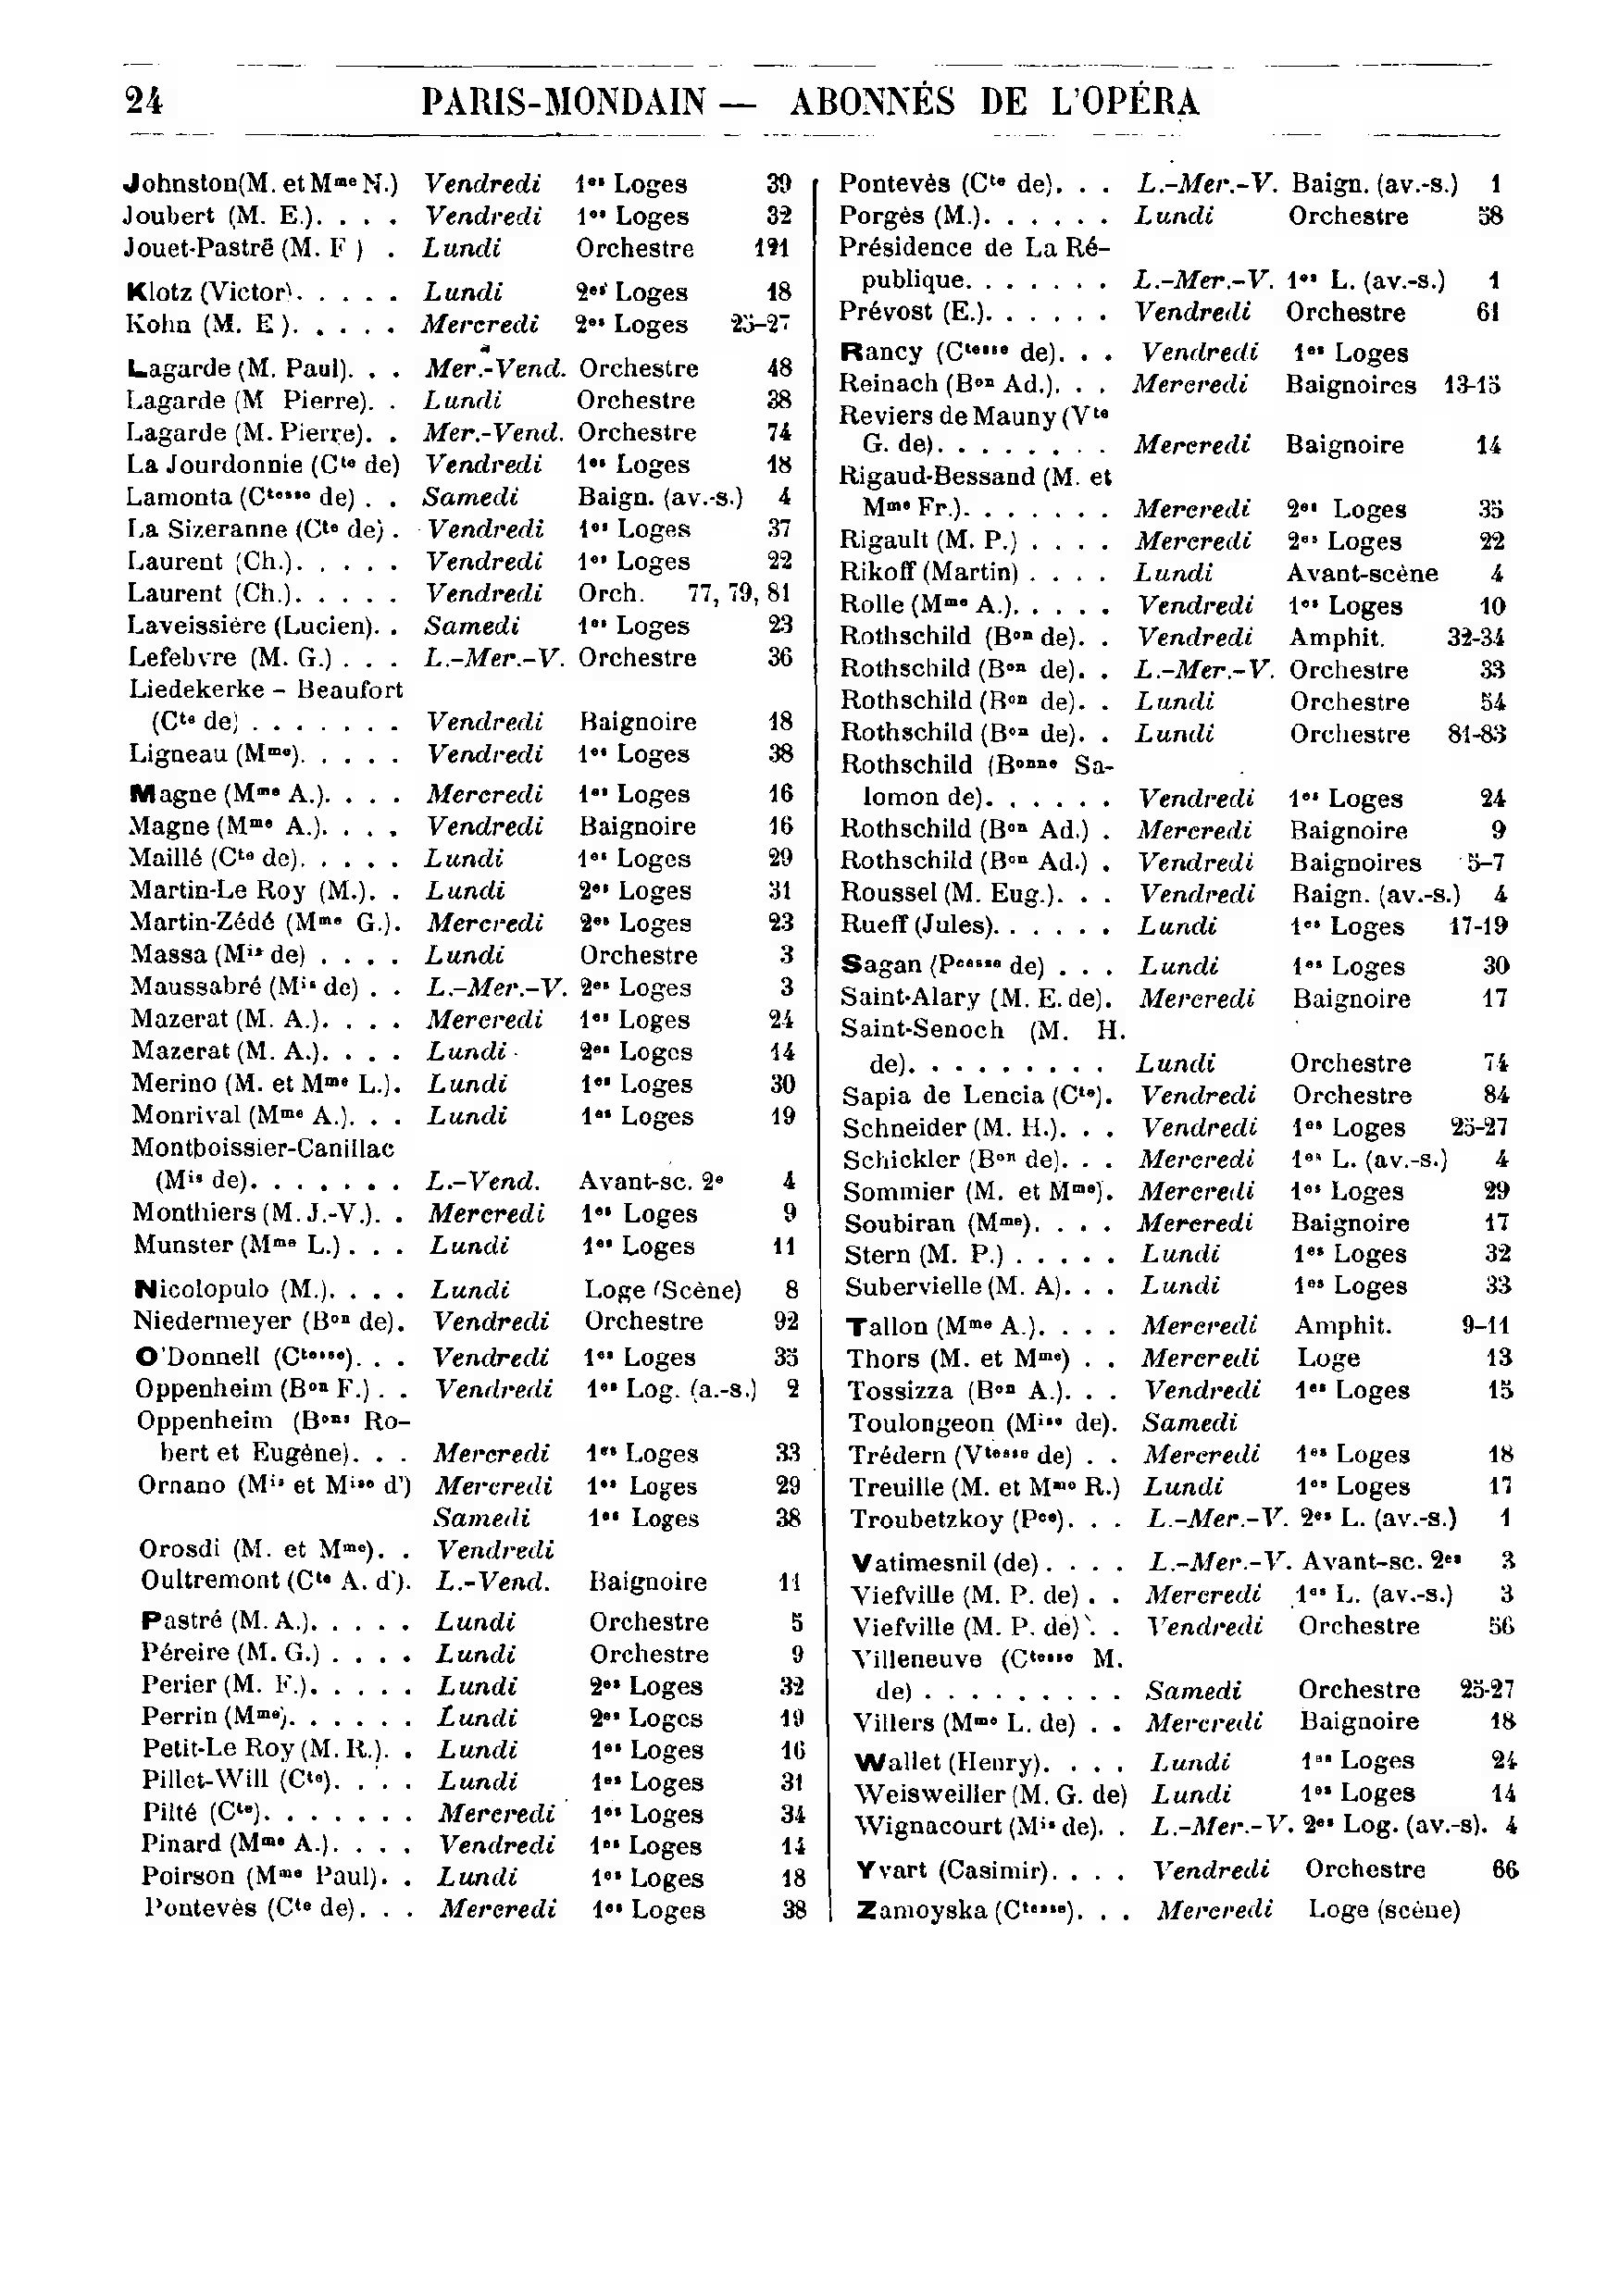 24 PARIS-MONDAIN — ABONNÉS DE L'OPÉRA
Johnston(M. et Mme N.) Vendredi 1es Loges 39
Joubert (M. E.). . . . Vendredi 1es Loges 32
Jouet-Pastré (M. F ) . Lundi Orchestre 191
Klotz (Victor). . . . . Lundi 2es Loges 18
Kohn (M. E ). . . . . Mercredi 2es Loges 25-27
Lagarde (M. Paul). . . Mer.-Vend. Orchestre 48
Lagarde (M Pierre). . Lundi Orchestre 38
Lagarde (M. Pierre). . Mer.-Vend. Orchestre 74
La Jourdonnie (Cte de) Vendredi 1es Loges 18
Lamonta (Ctesse de) . . Samedi Baign. (av.-s.) 4
La Sizeranne (Cte de) . Vendredi 1es Loges 37
Laurent (Ch.). . . . . Vendredi 1es Loges 22
Laurent (Ch.). . . . . Vendredi Orch. 77, 79, 81
Laveissière (Lucien). . Samedi 1es Loges 23
Lefebvre (M. G.) . . . L.-Mer.-V. Orchestre 36
Liedekerke - Beaufort
(Cte de) . . . . . . . Vendredi Baignoire 18
Ligneau (Mme). . . . . Vendredi 1es Loges 38
Magne (Mme A.). . . . Mercredi 1es Loges 16
Magne (Mme A.). . . . Vendredi Baignoire 16
Maillé (Cte de). . . . . Lundi 1es Loges 29
Martin-Le Roy (M.). . Lundi 2es Loges 31
Martin-Zédé (Mme G.). Mercredi 2es Loges 23
Massa (Mis de) . . . . Lundi Orchestre 3
Maussabré (Mis de) . . L.-Mer.-V. 2es Loges 3
Mazerat (M. A.). . . . Mercredi 1es Loges 24
Mazerat (M. A.). . . . Lundi 2es Loges 14
Merino (M. et Mme L.). Lundi 1es Loges 30
Monrival (Mme A.). . . Lundi 1es Loges 19
Montboissier-Canillac
(Mis de). . . . . . . L.-Vend. Avant-sc. 2e 4
Monthiers (M. J.-V.). . Mercredi 1es Loges 9
Munster (Mme L.) . . . Lundi 1es Loges 11
Nicolopulo (M.). . . . Lundi Loge (Scène) 8
Niedermeyer (Bon de). Vendredi Orchestre 92
O'Donnell (Ctesse). . . Vendredi 1es Loges 35
Oppenheim (Bon F.) . . Vendredi 1es Log. (a.-s.) 2
Oppenheim (Bons Ro-
bert et Eugène). . . Mercredi 1es Loges 33
Ornano (Mis et Mise d') Mercredi 1es Loges 29
Samedi 1es Loges 38
Orosdi (M. et Mme). . Vendredi
Oultremont (Cte A. d'). L.-Vend. Baignoire 11
Pastré (M. A.). . . . . Lundi Orchestre 5
Péreire (M. G.) . . . . Lundi Orchestre 9
Perier (M. F.). . . . . Lundi 2es Loges 32
Perrin (Mme). . . . . . Lundi 2es Loges 19
Petit-Le Roy (M. R.). . Lundi 1es Loges 16
Pillet-Will (Cte). . . . Lundi 1es Loges 31
Pilté (Cte). . . . . . . Mercredi 1es Loges 34
Pinard (Mme A.). . . . Vendredi 1es Loges 14
Poirson (Mme Paul). . Lundi 1es Loges 18
Pontevès (Cte de). . . Mercredi 1es Loges 38
Pontevès (Cte de). . . L.-Mer.-V. Baign. (av.-s.) 1
Porgès (M.). . . . . . Lundi Orchestre 58
Présidence de La Ré-
publique. . . . . . . L.-Mer.-V. 1es L. (av.-s.) 1
Prévost (E.). . . . . . Vendredi Orchestre 61
Rancy (Ctesse de). . . Vendredi 1es Loges
Reinach (Bon Ad.). . . Mercredi Baignoires 13-15
Reviers de Mauny (Vte
G. de). . . . . . . . Mercredi Baignoire 14
Rigaud-Bessand (M. et
Mme Fr.). . . . . . . Mercredi 2es Loges 35
Rigault (M. P.) . . . . Mercredi 2es Loges 22
Rikoff (Martin) . . . . Lundi Avant-scène 4
Rolle (Mme A.). . . . . Vendredi 1es Loges 10
Rothschild (Bon de). . Vendredi Amphit. 32-34
Rothschild (Bon de). . L.-Mer.-V. Orchestre 33
Rothschild (Bon de). . Lundi Orchestre 54
Rothschild (Bon de). . Lundi Orchestre 81-83
Rothschild (Bonne Sa-
lomon de). . . . . . Vendredi 1es Loges 24
Rothschild (Bon Ad.) . Mercredi Baignoire 9
Rothschild (Bon Ad.) . Vendredi Baignoires 5-7
Roussel (M. Eug.). . . Vendredi Baign. (av.-s.) 4
Rueff (Jules). . . . . . Lundi 1es Loges 17-19
Sagan (Pcesse de) . . . Lundi 1es Loges 30
Saint-Alary (M. E. de). Mercredi Baignoire 17
Saint-Senoch (M. H.
de). . . . . . . . . Lundi Orchestre 74
Sapia de Lencia (Cte). Vendredi Orchestre 84
Schneider (M. H.). . . Vendredi 1es Loges 25-27
Schickler (Bon de). . . Mercredi 1es L. (av.-s.) 4
Sommier (M. et Mme). Mercredi 1es Loges 29
Soubiran (Mme). . . . Mercredi Baignoire 17
Stern (M. P.) . . . . . Lundi 1es Loges 32
Subervielle (M. A). . . Lundi 1es Loges 33
Tallon (Mme A.). . . . Mercredi Amphit. 9-11
Thors (M. et Mme) . . Mercredi Loge 13
Tossizza (Bon A.). . . Vendredi 1es Loges 15
Toulongeon (Mise de). Samedi
Trédern (Vtesse de) . . Mercredi 1es Loges 18
Treuille (M. et Mme R.) Lundi 1es Loges 17
Troubetzkoy (Pce). . . L.-Mer.-V. 2es L. (av.-s.) 1
Vatimesnil (de) . . . . L.-Mer.-V. Avant-sc. 2es 3
Viefville (M. P. de) . . Mercredi 1es L. (av.-s.) 3
Viefville (M. P. de) . . Vendredi Orchestre 56
Villeneuve (Ctesse M.
de) . . . . . . . . . Samedi Orchestre 25-27
Villers (Mme L. de) . . Mercredi Baignoire 18
Wallet (Henry). . . . Lundi 1es Loges 24
Weisweiller (M. G. de) Lundi 1es Loges 14
Wignacourt (Mis de). . L.-Mer.-V. 2es Log. (av.-s). 4
Yvart (Casimir). . . . Vendredi Orchestre 66
Zamoyska (Ctesse). . . Mercredi Loge (scène)